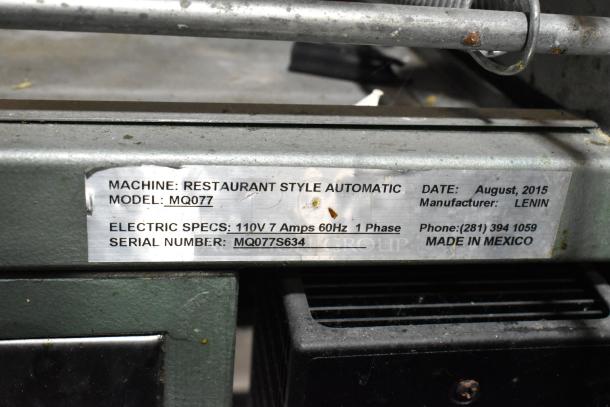 MACHINE: RESTAURANT STYLE AUTOMATIC DATE: August, 2015
MODEL: MQ077 Manufacturer: LENIN
ELECTRIC SPECS: 110V 7 Amps 60Hz 1 Phase Phone:(281) 394 1059
SERIAL NUMBER: MQ077S634 MADE IN MEXICO
GROUP